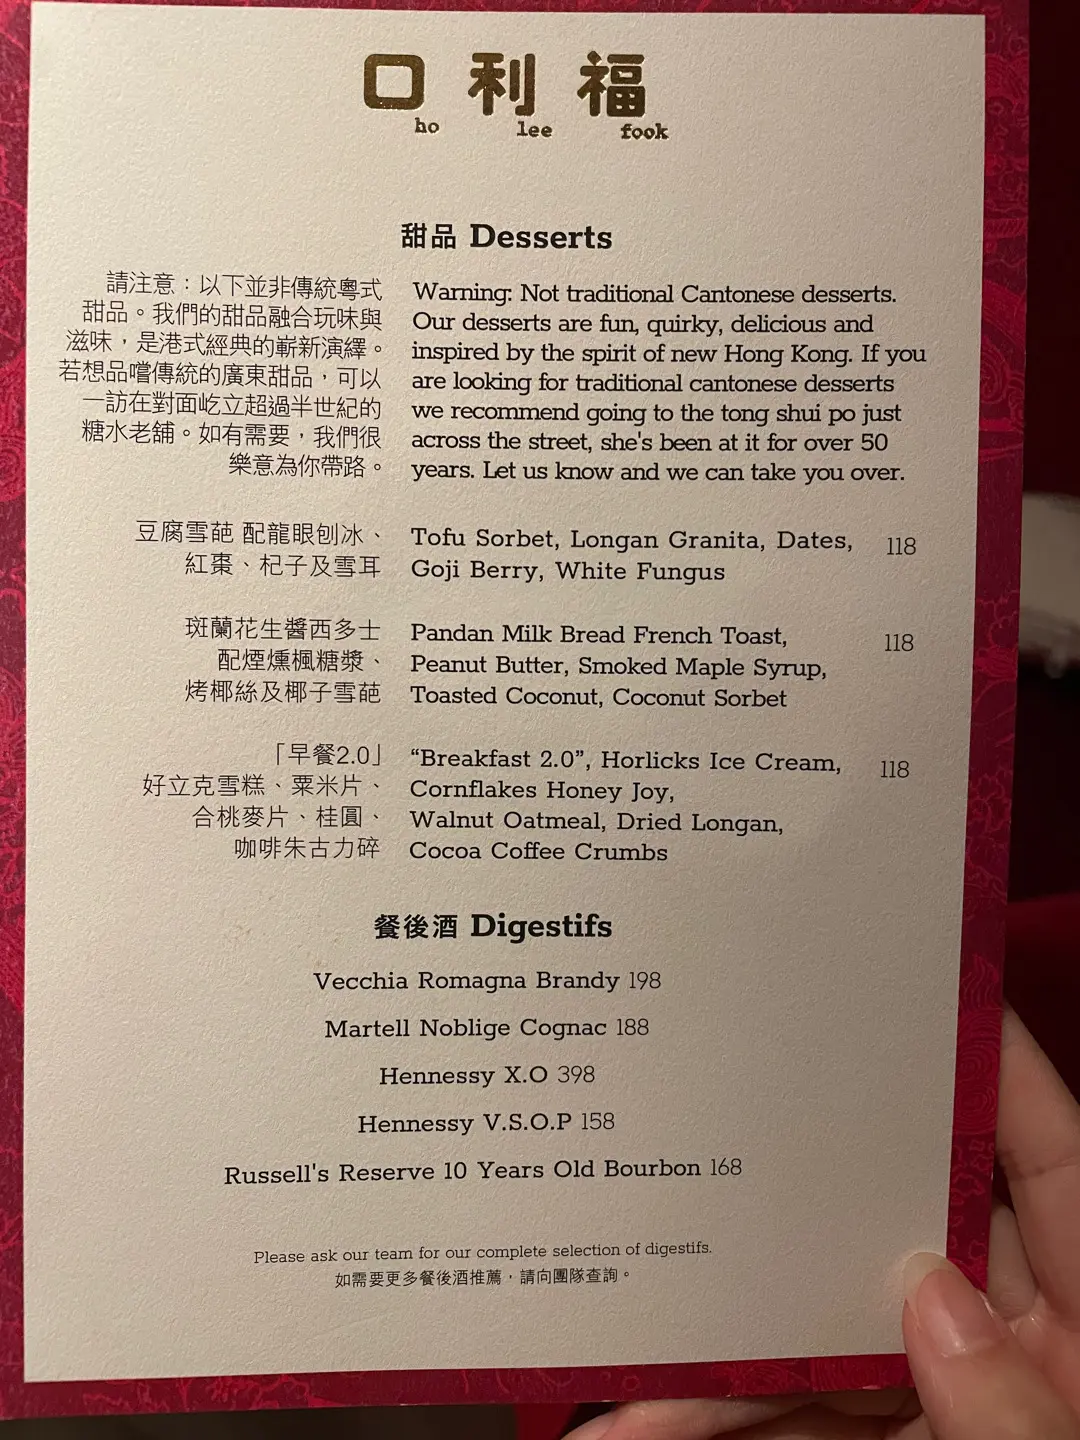 口 利 福
ho lee fook
甜品 Desserts
請注意：以下並非傳統粵式
甜品。我們的甜品融合玩味與
滋味，是港式經典的嶄新演繹。
若想品嚐傳統的廣東甜品，可以
一訪在對面屹立超過半世紀的
糖水老舖。如有需要，我們很
樂意為你帶路。
Warning: Not traditional Cantonese desserts.
Our desserts are fun, quirky, delicious and
inspired by the spirit of new Hong Kong. If you
are looking for traditional cantonese desserts
we recommend going to the tong shui po just
across the street, she's been at it for over 50
years. Let us know and we can take you over.
豆腐雪葩 配龍眼刨冰、
紅棗、杞子及雪耳
Tofu Sorbet, Longan Granita, Dates, 118
Goji Berry, White Fungus
斑蘭花生醬西多士
配煙燻楓糖漿、
烤椰絲及椰子雪葩
Pandan Milk Bread French Toast, 118
Peanut Butter, Smoked Maple Syrup,
Toasted Coconut, Coconut Sorbet
「早餐2.0」
好立克雪糕、粟米片、
合桃麥片、桂圓、
咖啡朱古力碎
“Breakfast 2.0”, Horlicks Ice Cream, 118
Cornflakes Honey Joy,
Walnut Oatmeal, Dried Longan,
Cocoa Coffee Crumbs
餐後酒 Digestifs
Vecchia Romagna Brandy 198
Martell Noblige Cognac 188
Hennessy X.O 398
Hennessy V.S.O.P 158
Russell's Reserve 10 Years Old Bourbon 168
Please ask our team for our complete selection of digestifs.
如需要更多餐後酒推薦，請向團隊查詢。